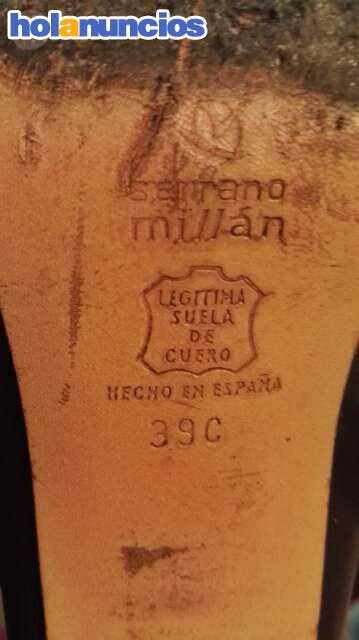 holanuncios
serrano
millán
LEGITIMA
SUELA
DE
CUERO
HECHO EN ESPAÑA
39C